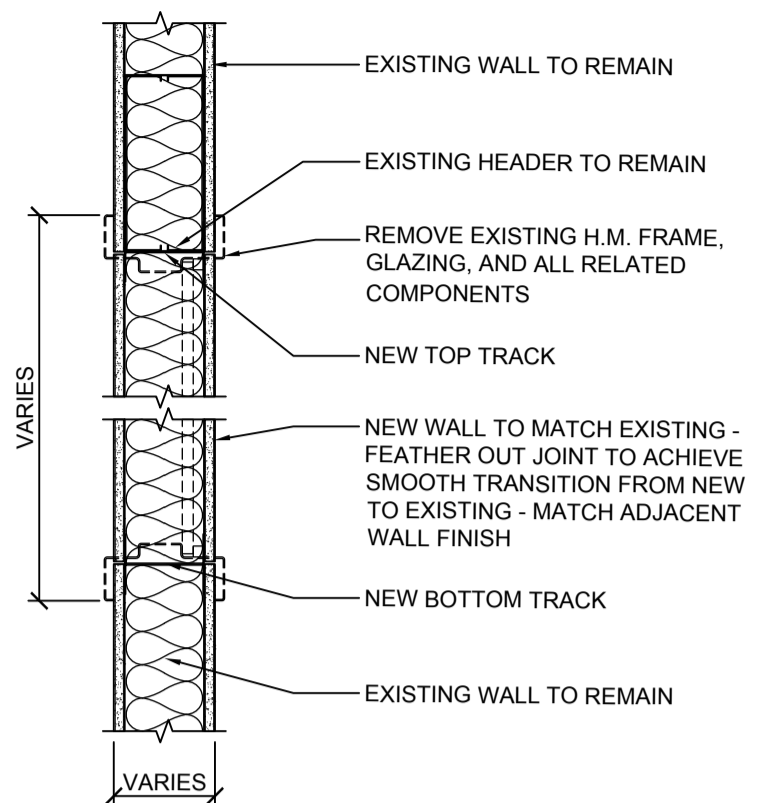 EXISTING WALL TO REMAIN
EXISTING HEADER TO REMAIN
REMOVE EXISTING H.M. FRAME,
GLAZING, AND ALL RELATED
COMPONENTS
NEW TOP TRACK
VARIES
NEW WALL TO MATCH EXISTING -
FEATHER OUT JOINT TO ACHIEVE
SMOOTH TRANSITION FROM NEW
TO EXISTING - MATCH ADJACENT
WALL FINISH
NEW BOTTOM TRACK
EXISTING WALL TO REMAIN
VARIES